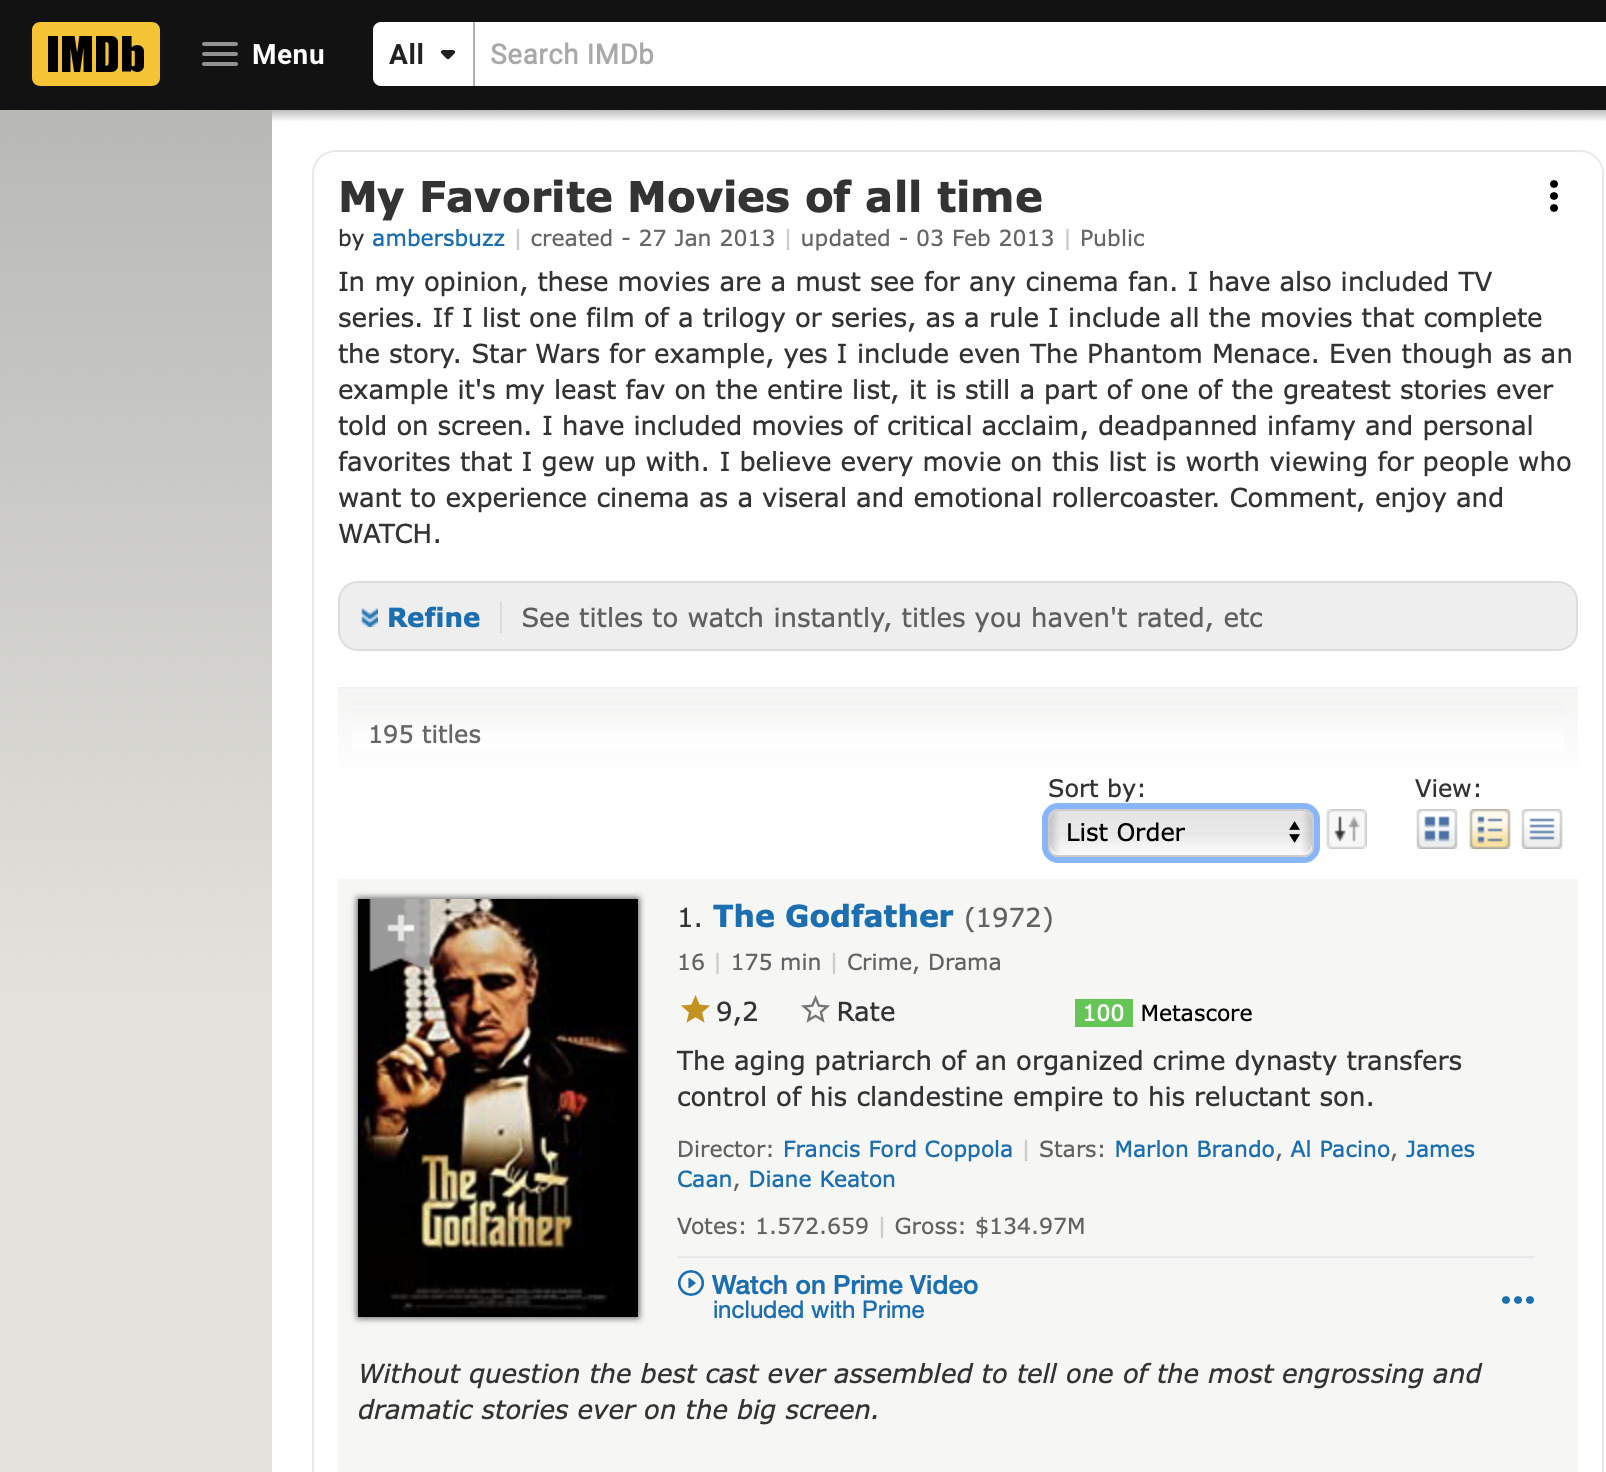 IMDb
Menu
All
Search IMDb
My Favorite Movies of all time
by ambersbuzz | created - 27 Jan 2013 | updated - 03 Feb 2013 | Public
In my opinion, these movies are a must see for any cinema fan. I have also included TV
series. If I list one film of a trilogy or series, as a rule I include all the movies that complete
the story. Star Wars for example, yes I include even The Phantom Menace. Even though as an
example it's my least fav on the entire list, it is still a part of one of the greatest stories ever
told on screen. I have included movies of critical acclaim, deadpanned infamy and personal
favorites that I gew up with. I believe every movie on this list is worth viewing for people who
want to experience cinema as a viseral and emotional rollercoaster. Comment, enjoy and
WATCH.
Refine | See titles to watch instantly, titles you haven't rated, etc
195 titles
Sort by:
List Order
View:
The
Godfather
1. The Godfather (1972)
16 | 175 min | Crime, Drama
9,2 Rate 100 Metascore
The aging patriarch of an organized crime dynasty transfers
control of his clandestine empire to his reluctant son.
Director: Francis Ford Coppola | Stars: Marlon Brando, Al Pacino, James
Caan, Diane Keaton
Votes: 1.572.659 | Gross: $134.97M
Watch on Prime Video
included with Prime
Without question the best cast ever assembled to tell one of the most engrossing and
dramatic stories ever on the big screen.